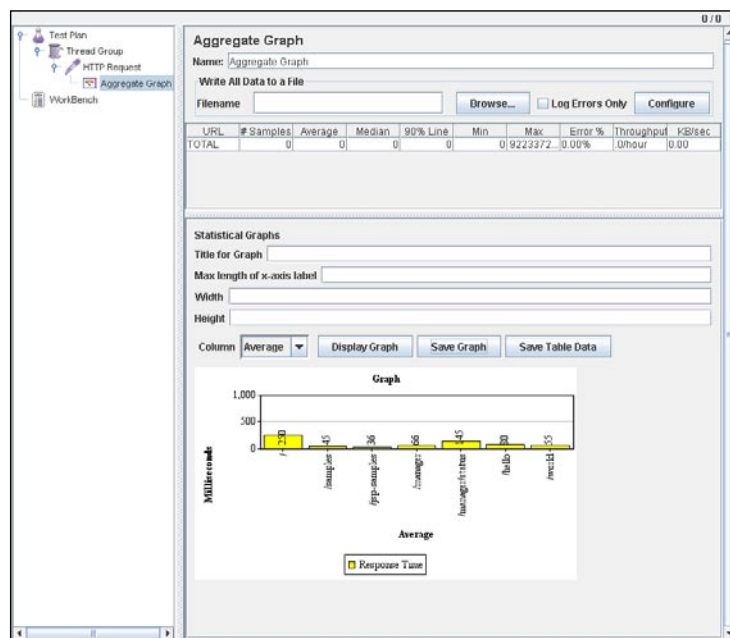 0 / 0
Test Plan
Thread Group
HTTP Request
Aggregate Graph
WorkBench
Aggregate Graph
Name: Aggregate Graph
Write All Data to a File
Filename Browse... Log Errors Only Configure
URL # Samples Average Median 90% Line Min Max Error % Throughput KB/sec
TOTAL 0 0 0 0 0 9223372... 0.00% .0/hour 0.00
Statistical Graphs
Title for Graph
Max length of x-axis label
Width
Height
Column Average Display Graph Save Graph Save Table Data
Graph
1,000
500
0
250 45 36 66 145 80 55
/ /samples /jsp-samples /manager /manager/status /hello /world
Milliseconds
Average
Response Time